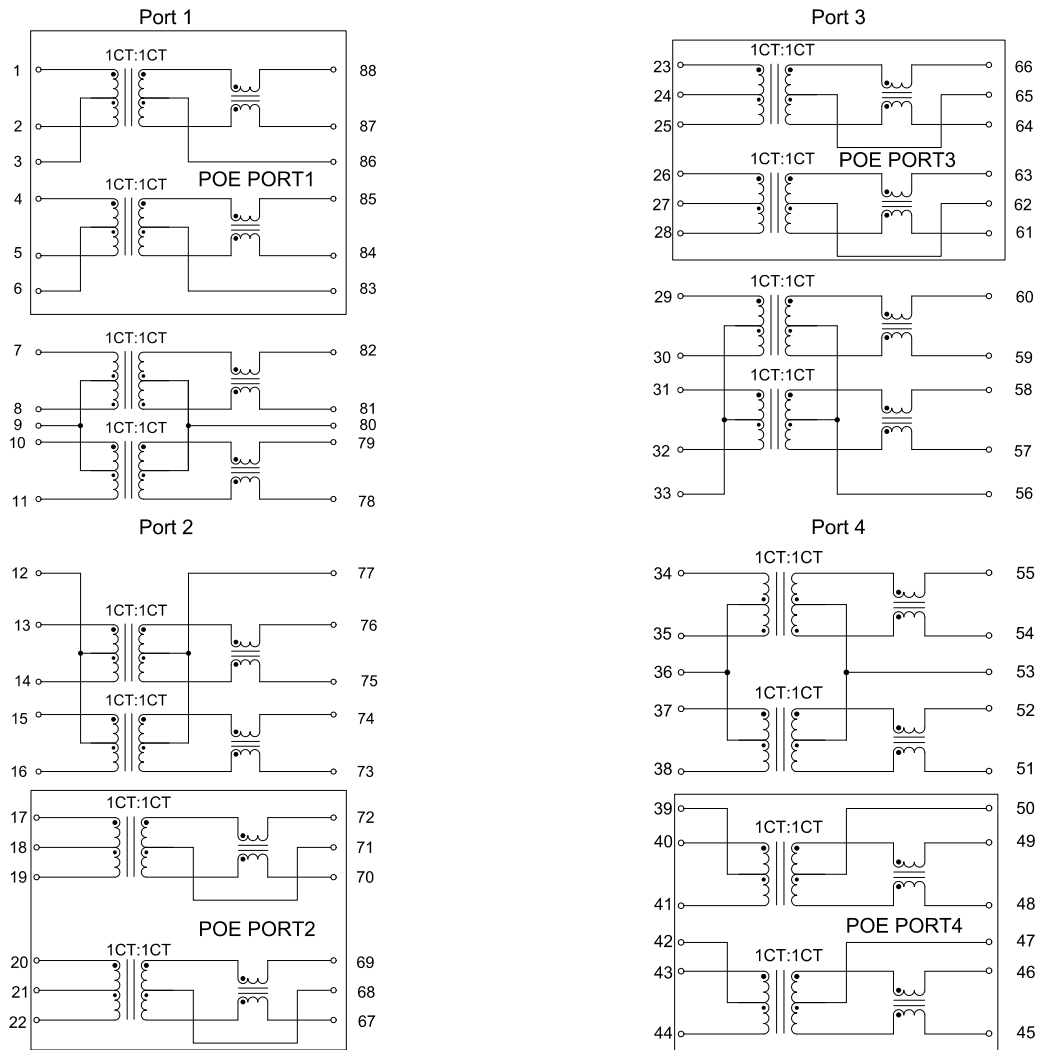 Port 1
1CT:1CT
1 88
2 87
3 86
POE PORT1
1CT:1CT
4 85
5 84
6 83
1CT:1CT
7 82
8 81
9 80
1CT:1CT
10 79
11 78
Port 2
12 77
1CT:1CT
13 76
14 75
1CT:1CT
15 74
16 73
1CT:1CT
17 72
18 71
19 70
POE PORT2
1CT:1CT
20 69
21 68
22 67
Port 3
1CT:1CT
23 66
24 65
25 64
1CT:1CT
POE PORT3
26 63
27 62
28 61
1CT:1CT
29 60
30 59
1CT:1CT
31 58
32 57
33 56
Port 4
1CT:1CT
34 55
35 54
36 53
1CT:1CT
37 52
38 51
39 50
1CT:1CT
40 49
41 48
POE PORT4
42 47
1CT:1CT
43 46
44 45